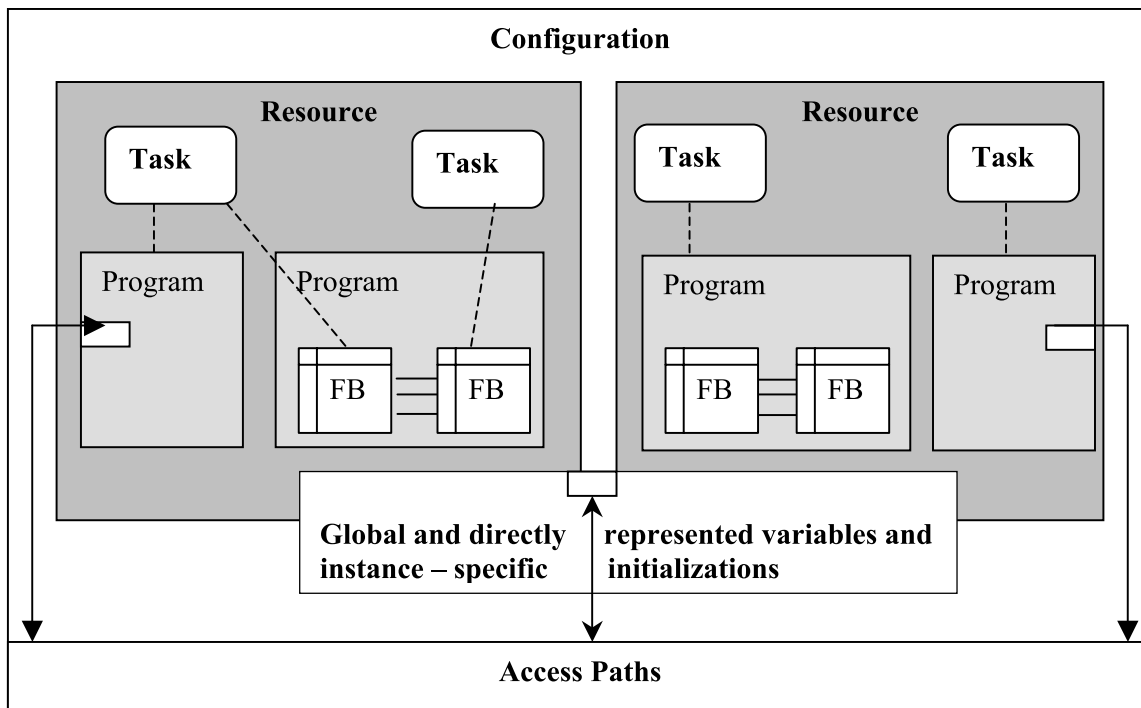 Configuration
Resource
Resource
Task
Task
Task
Task
Program
Program
Program
Program
FB
FB
FB
FB
Global and directly represented variables and
instance – specific initializations
Access Paths